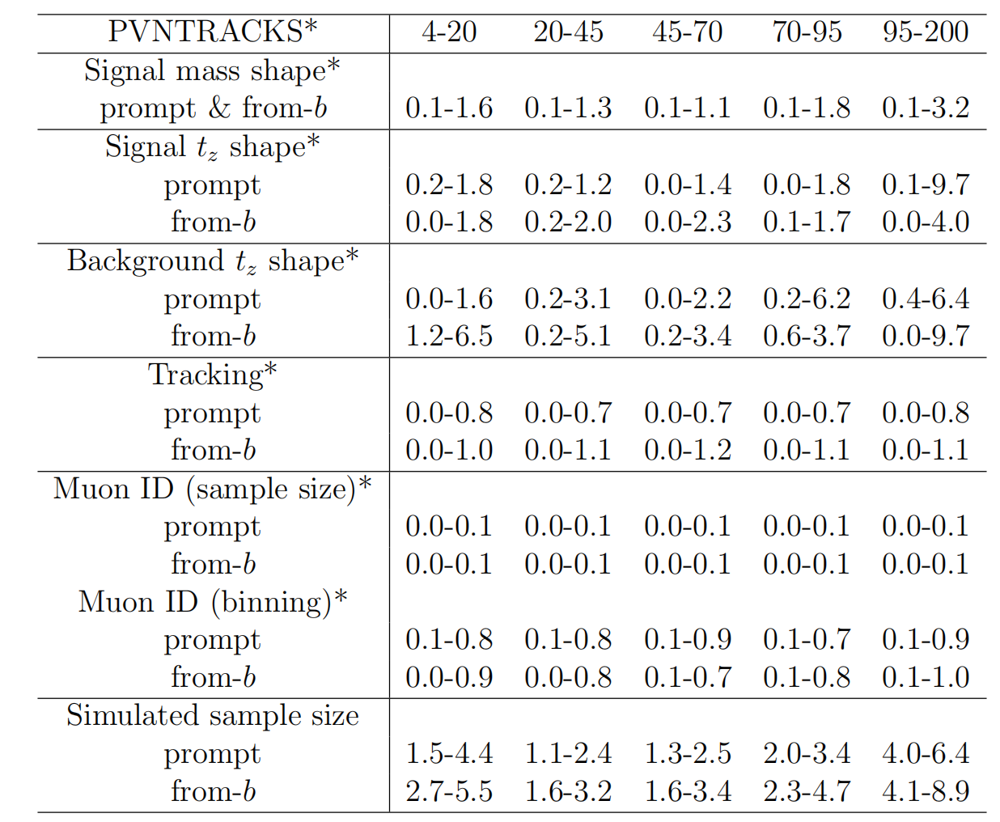 PVNTRACKS* 4-20 20-45 45-70 70-95 95-200
Signal mass shape*
prompt & from-b 0.1-1.6 0.1-1.3 0.1-1.1 0.1-1.8 0.1-3.2
Signal t_z shape*
prompt 0.2-1.8 0.2-1.2 0.0-1.4 0.0-1.8 0.1-9.7
from-b 0.0-1.8 0.2-2.0 0.0-2.3 0.1-1.7 0.0-4.0
Background t_z shape*
prompt 0.0-1.6 0.2-3.1 0.0-2.2 0.2-6.2 0.4-6.4
from-b 1.2-6.5 0.2-5.1 0.2-3.4 0.6-3.7 0.0-9.7
Tracking*
prompt 0.0-0.8 0.0-0.7 0.0-0.7 0.0-0.7 0.0-0.8
from-b 0.0-1.0 0.0-1.1 0.0-1.2 0.0-1.1 0.0-1.1
Muon ID (sample size)*
prompt 0.0-0.1 0.0-0.1 0.0-0.1 0.0-0.1 0.0-0.1
from-b 0.0-0.1 0.0-0.1 0.0-0.1 0.0-0.1 0.0-0.1
Muon ID (binning)*
prompt 0.1-0.8 0.1-0.8 0.1-0.9 0.1-0.7 0.1-0.9
from-b 0.0-0.9 0.0-0.8 0.1-0.7 0.1-0.8 0.1-1.0
Simulated sample size
prompt 1.5-4.4 1.1-2.4 1.3-2.5 2.0-3.4 4.0-6.4
from-b 2.7-5.5 1.6-3.2 1.6-3.4 2.3-4.7 4.1-8.9